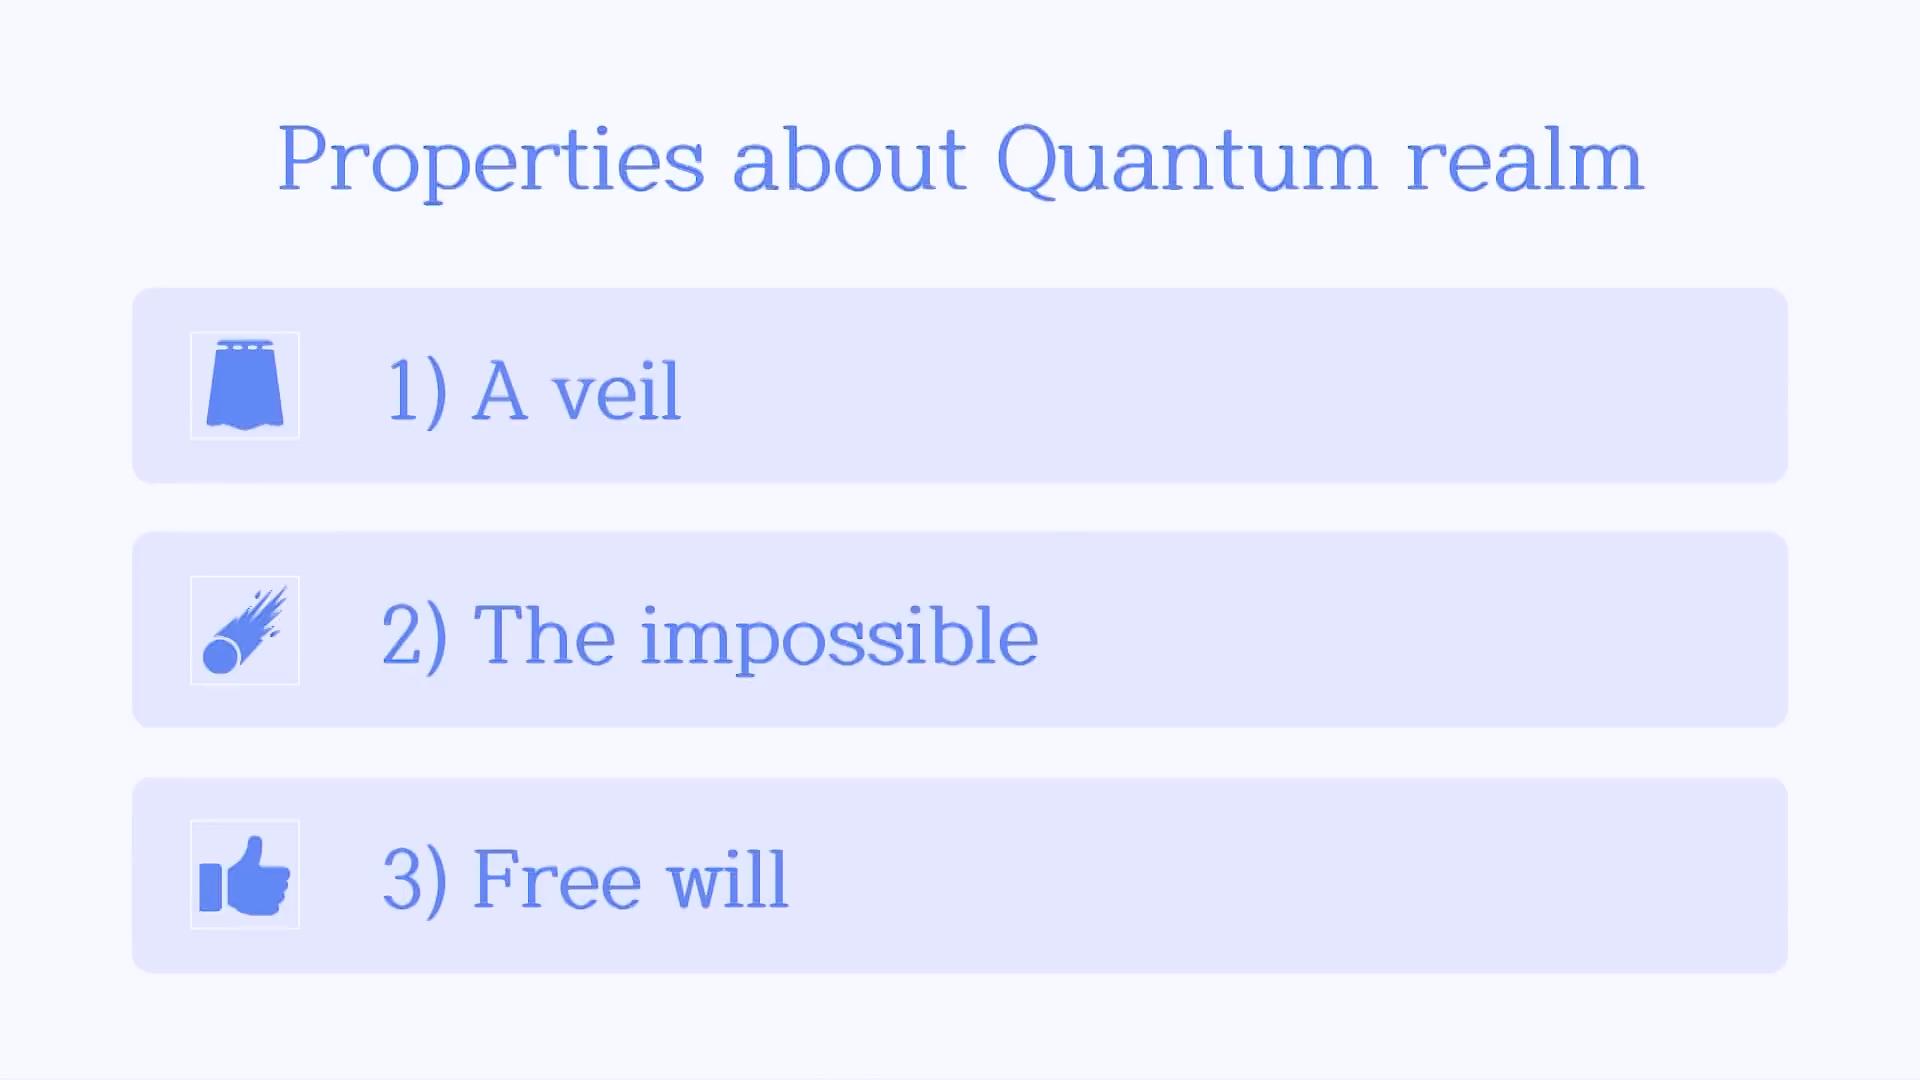 Properties about Quantum realm
1) A veil
2) The impossible
3) Free will